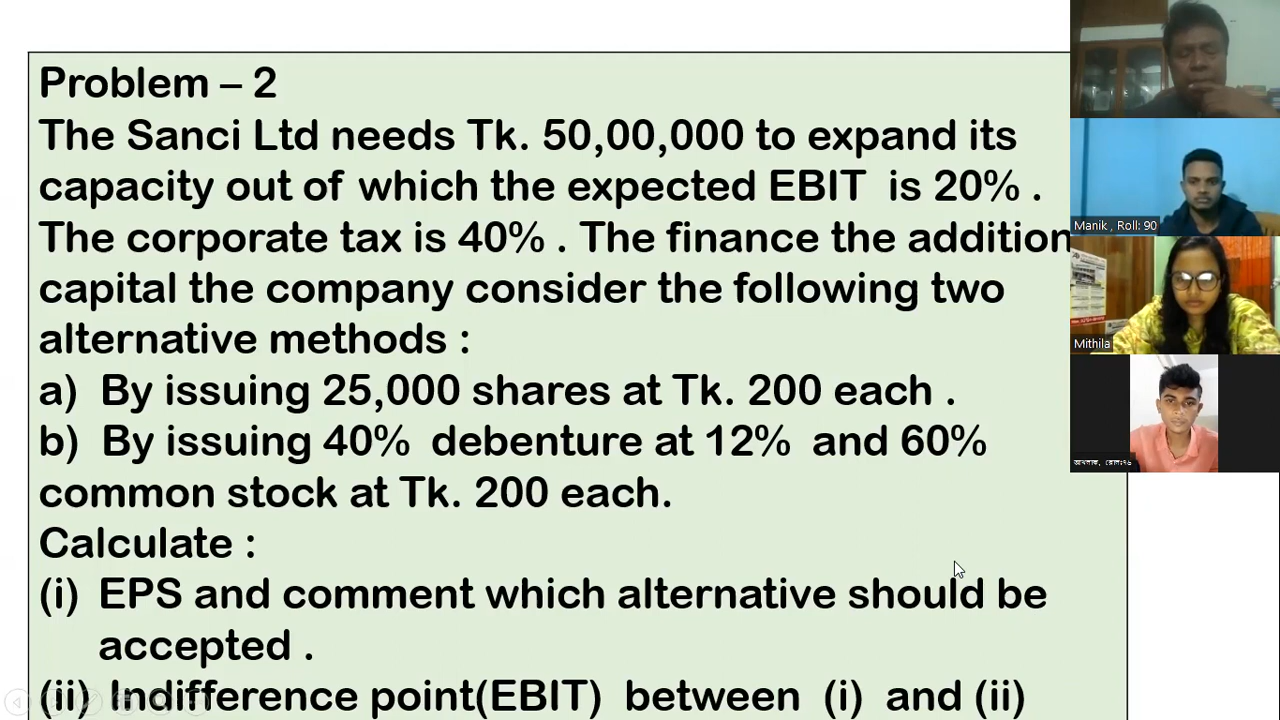 Problem – 2
The Sanci Ltd needs Tk. 50,00,000 to expand its
capacity out of which the expected EBIT is 20% .
The corporate tax is 40% . The finance the addition
capital the company consider the following two
alternative methods :
a) By issuing 25,000 shares at Tk. 200 each .
b) By issuing 40% debenture at 12% and 60%
common stock at Tk. 200 each.
Calculate :
(i) EPS and comment which alternative should be
accepted .
(ii) Indifference point(EBIT) between (i) and (ii)
Manik , Roll: 90
Mithila
আখলাক, রোলঃ৭৬